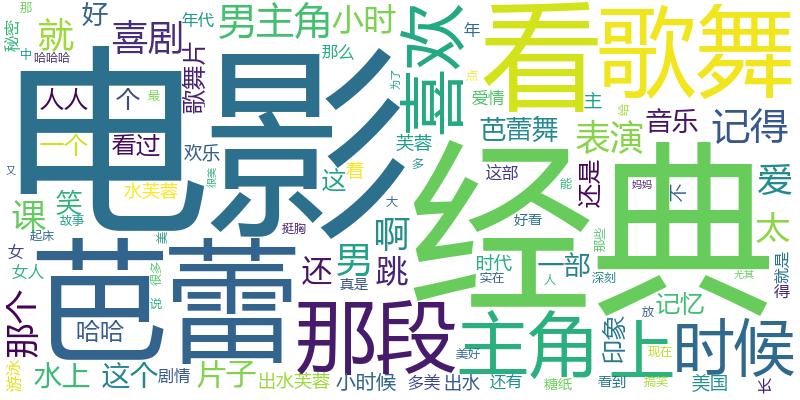 那
秘密
好
年代
男主角
小时
喜欢
年
看
歌舞
就
喜剧
中
哈哈哈
歌舞片
那么
为了
点
电影
人人
个
最
爱情
主
给
一个
看过
欢乐
芙蓉
芭蕾舞
表演
音乐
记得
又
水芙蓉
很美
这
着
多
这部
能
还是
妈妈
不
爱
经典
课
笑
故事
大
好看
太
起床
美
挺胸
啊
那些
女
女人
芭蕾
很多
还
男
跳
时代
一部
就是
真是
实在
人
深刻
尤其
得
那个
哈哈
说
那段
主角
上
放
记忆
印象
时候
游泳
水上
这个
剧情
片子
出水芙蓉
小时候
多美
出水
美好
还有
糖纸
看到
现在
搞笑
美国
长